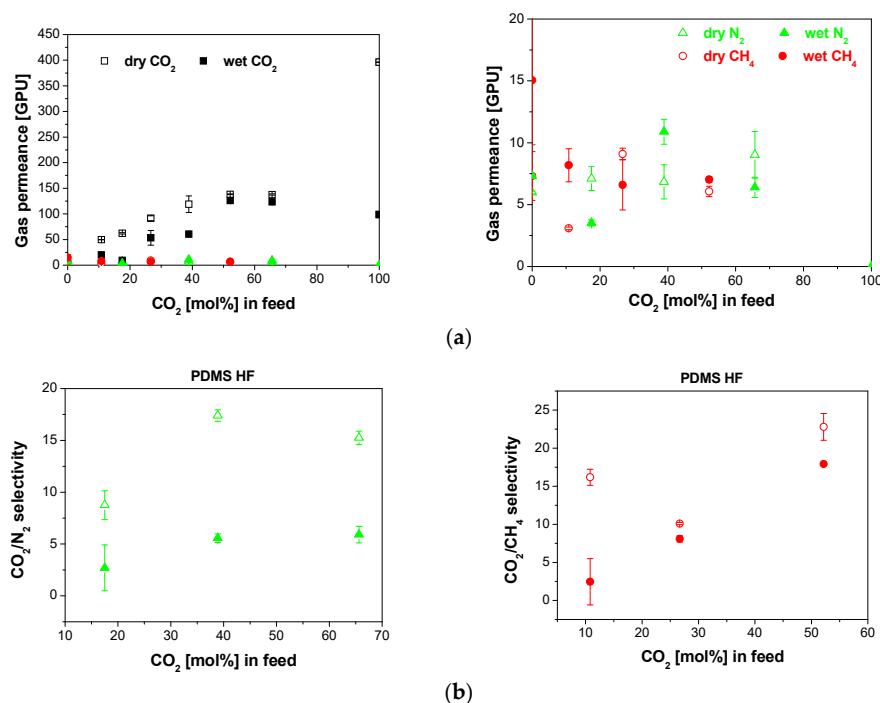 dry CO2 wet CO2
Gas permeance [GPU]
450
400
350
300
250
200
150
100
50
0
0 20 40 60 80 100
CO2 [mol%] in feed
dry N2 wet N2
dry CH4 wet CH4
Gas permeance [GPU]
20
15
10
5
0
0 20 40 60 80 100
CO2 [mol%] in feed
(a)
PDMS HF
CO2/N2 selectivity
20
15
10
5
0
10 20 30 40 50 60 70
CO2 [mol%] in feed
PDMS HF
CO2/CH4 selectivity
25
20
15
10
5
0
0 10 20 30 40 50 60
CO2 [mol%] in feed
(b)